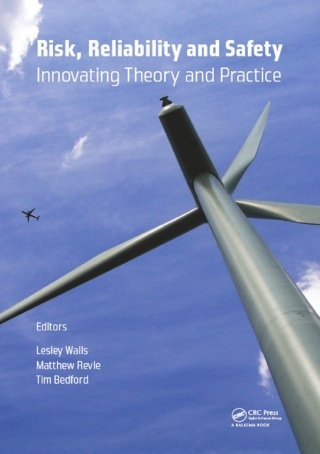 Risk, Reliability and Safety
Innovating Theory and Practice
Editors
Lesley Walls
Matthew Revie
Tim Bedford
CRC Press
Taylor & Francis Group
A BALKEMA BOOK